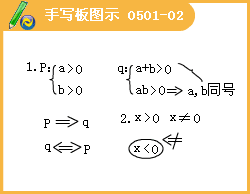 手写板图示 0501-02
1. P: { a>0 q: { a+b>0
b>0 ab>0 ⇒ a,b同号
p ⇒ q 2. x>0 x≠0
q ⇔ p x<0 ⇍